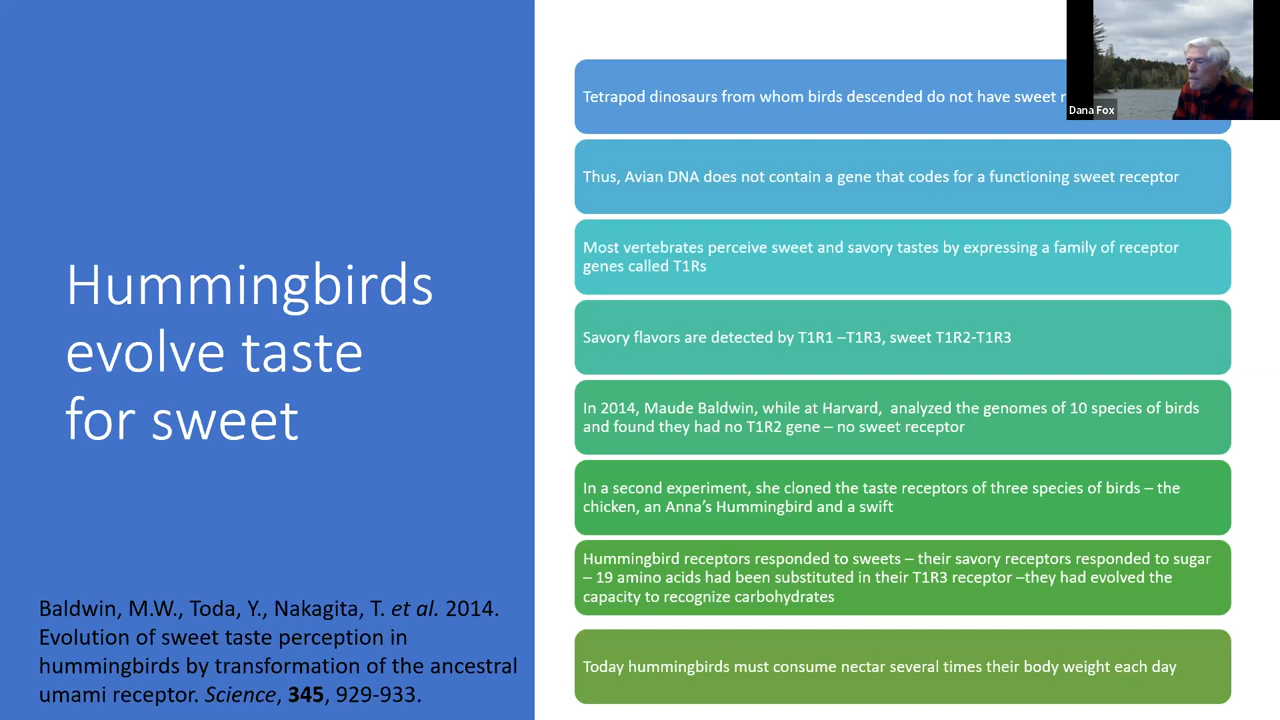 Hummingbirds
evolve taste
for sweet
Baldwin, M.W., Toda, Y., Nakagita, T. et al. 2014.
Evolution of sweet taste perception in
hummingbirds by transformation of the ancestral
umami receptor. Science, 345, 929-933.
Tetrapod dinosaurs from whom birds descended do not have sweet
Thus, Avian DNA does not contain a gene that codes for a functioning sweet receptor
Most vertebrates perceive sweet and savory tastes by expressing a family of receptor
genes called T1Rs
Savory flavors are detected by T1R1 –T1R3, sweet T1R2-T1R3
In 2014, Maude Baldwin, while at Harvard,  analyzed the genomes of 10 species of birds
and found they had no T1R2 gene – no sweet receptor
In a second experiment, she cloned the taste receptors of three species of birds – the
chicken, an Anna’s Hummingbird and a swift
Hummingbird receptors responded to sweets – their savory receptors responded to sugar
– 19 amino acids had been substituted in their T1R3 receptor –they had evolved the
capacity to recognize carbohydrates
Today hummingbirds must consume nectar several times their body weight each day
Dana Fox